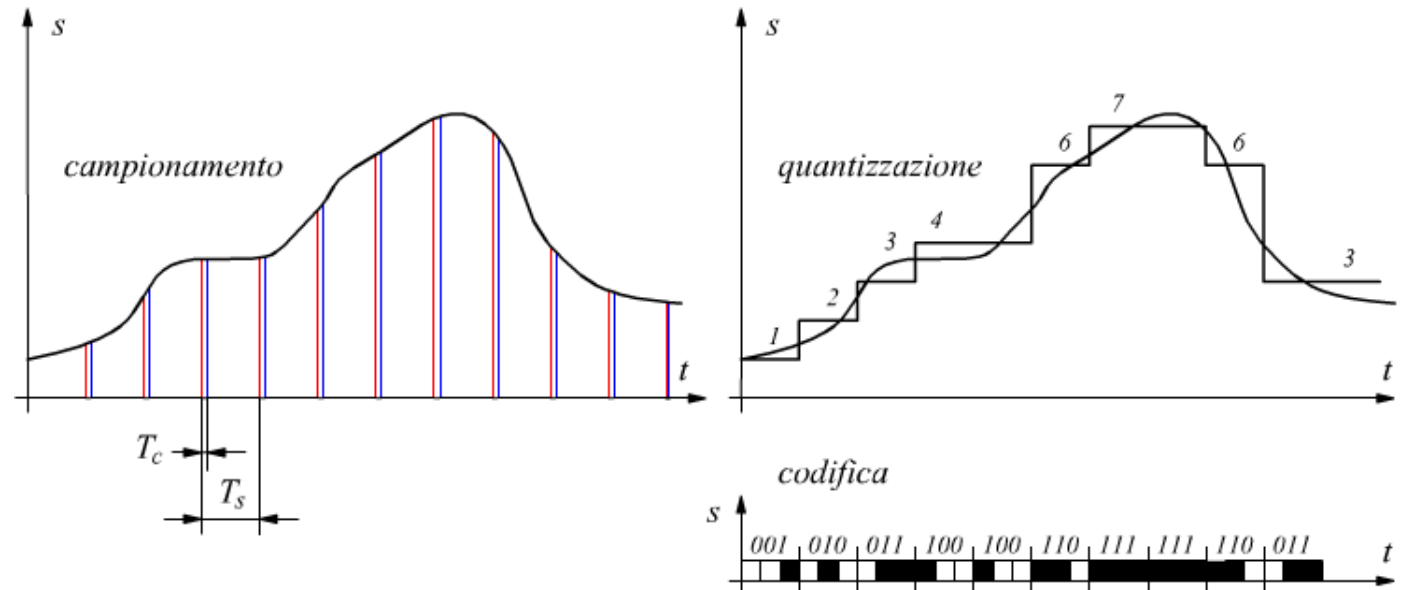 s
campionamento
t
T_c
T_s
s
7
6
6
quantizzazione
4
3
3
2
1
t
codifica
s
001 010 011 100 100 110 111 111 110 011
t